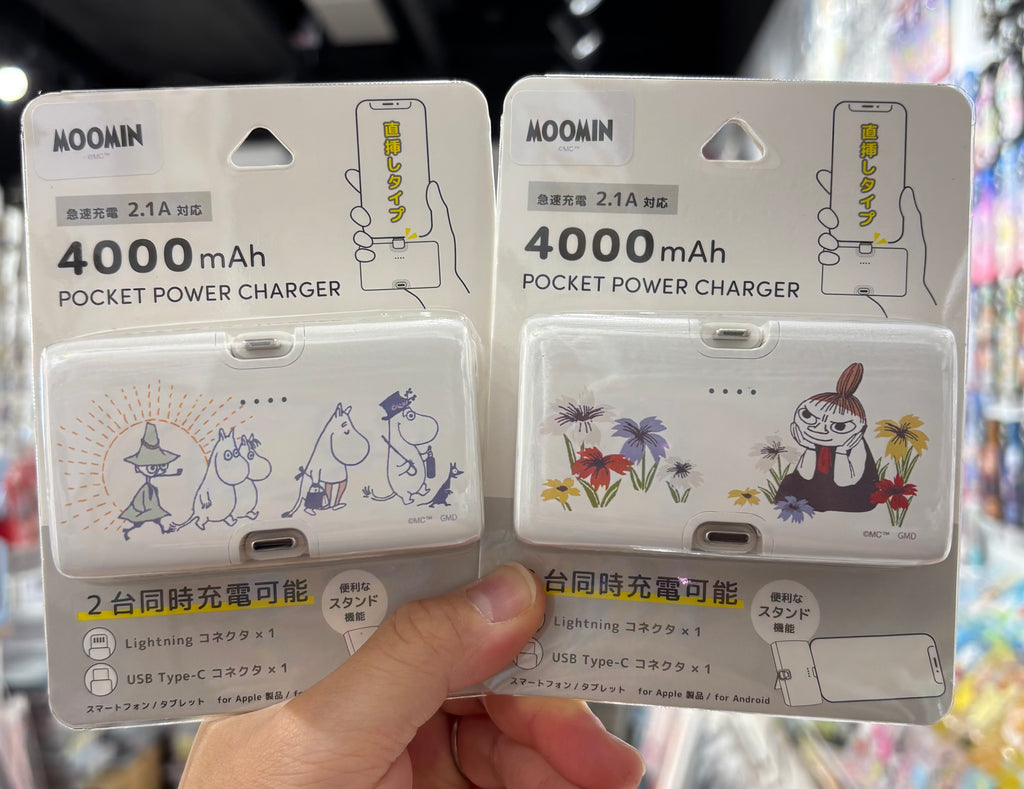 MOOMIN
©MC™
直挿しタイプ
急速充電 2.1A 対応
4000mAh
POCKET POWER CHARGER
©MC™ GMD
2台同時充電可能
便利な
スタンド
機能
Lightning コネクタ × 1
USB Type-C コネクタ × 1
スマートフォン / タブレット for Apple 製品 /
MOOMIN
©MC™
直挿しタイプ
急速充電 2.1A 対応
4000mAh
POCKET POWER CHARGER
©MC™ GMD
台同時充電可能
便利な
スタンド
機能
Lightning コネクタ × 1
USB Type-C コネクタ × 1
スマートフォン / タブレット for Apple 製品 / for Android